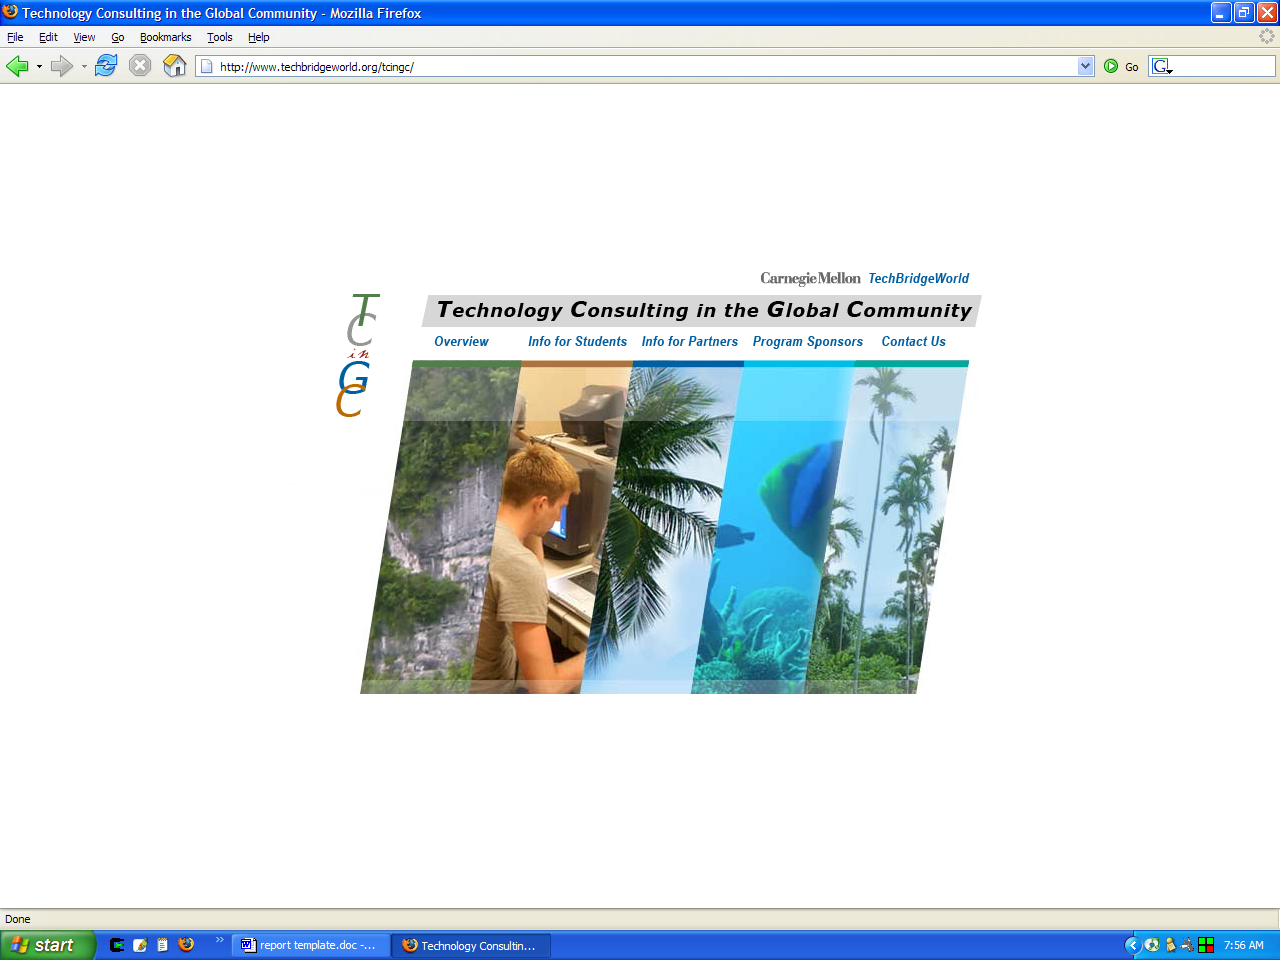 Technology Consulting in the Global Community - Mozilla Firefox
File Edit View Go Bookmarks Tools Help
http://www.techbridgeworld.org/tcingc/ Go G
Carnegie Mellon TechBridgeWorld
T
C
in
G
C
Technology Consulting in the Global Community
Overview Info for Students Info for Partners Program Sponsors Contact Us
Done
start report template.doc -... Technology Consultin... 7:56 AM